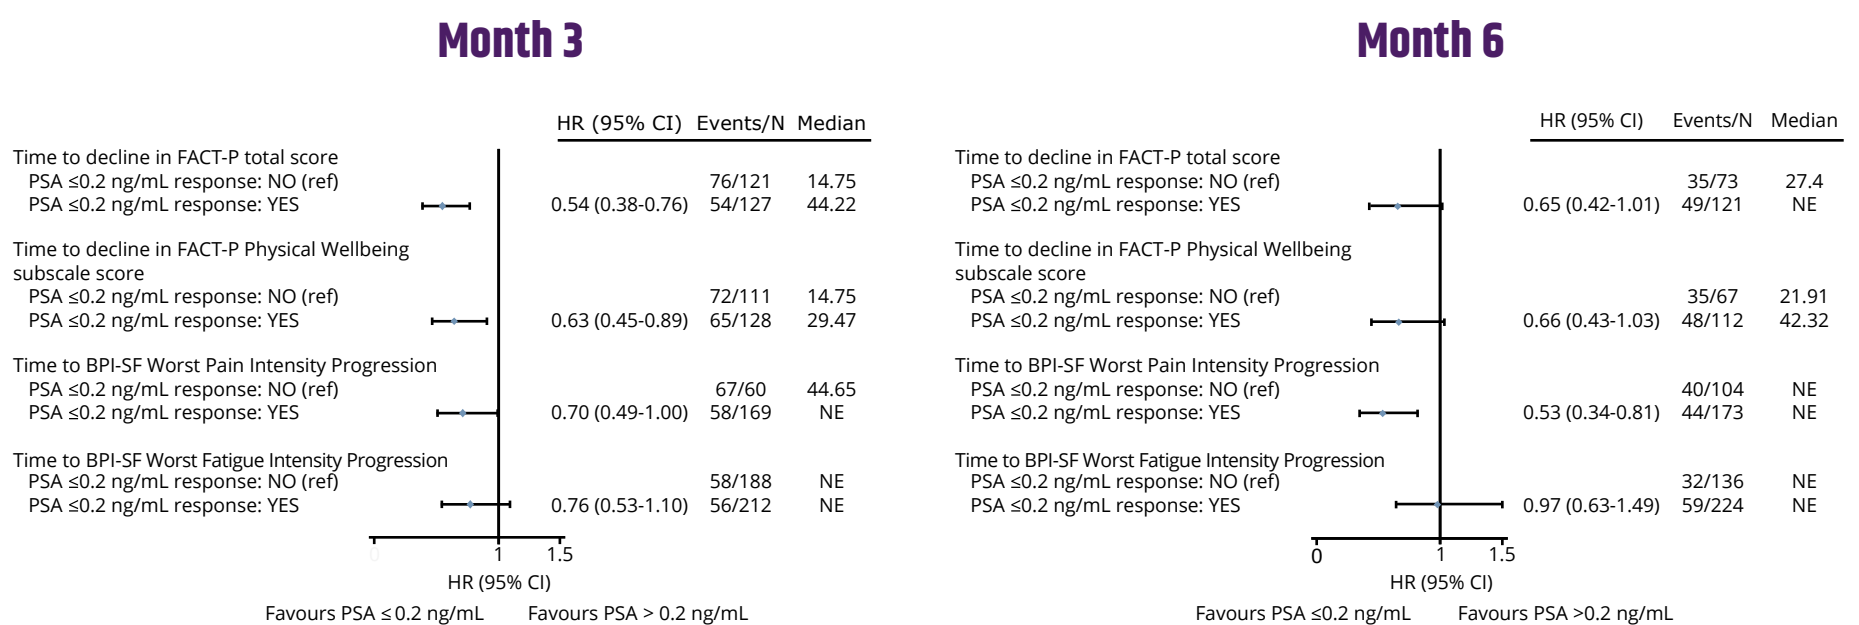 Month 3
HR (95% CI) Events/N Median
Time to decline in FACT-P total score
PSA ≤0.2 ng/mL response: NO (ref) 76/121 14.75
PSA ≤0.2 ng/mL response: YES 0.54 (0.38-0.76) 54/127 44.22
Time to decline in FACT-P Physical Wellbeing
subscale score
PSA ≤0.2 ng/mL response: NO (ref) 72/111 14.75
PSA ≤0.2 ng/mL response: YES 0.63 (0.45-0.89) 65/128 29.47
Time to BPI-SF Worst Pain Intensity Progression
PSA ≤0.2 ng/mL response: NO (ref) 67/60 44.65
PSA ≤0.2 ng/mL response: YES 0.70 (0.49-1.00) 58/169 NE
Time to BPI-SF Worst Fatigue Intensity Progression
PSA ≤0.2 ng/mL response: NO (ref) 58/188 NE
PSA ≤0.2 ng/mL response: YES 0.76 (0.53-1.10) 56/212 NE
0 1 1.5
HR (95% CI)
Favours PSA ≤ 0.2 ng/mL Favours PSA > 0.2 ng/mL
Month 6
HR (95% CI) Events/N Median
Time to decline in FACT-P total score
PSA ≤0.2 ng/mL response: NO (ref) 35/73 27.4
PSA ≤0.2 ng/mL response: YES 0.65 (0.42-1.01) 49/121 NE
Time to decline in FACT-P Physical Wellbeing
subscale score
PSA ≤0.2 ng/mL response: NO (ref) 35/67 21.91
PSA ≤0.2 ng/mL response: YES 0.66 (0.43-1.03) 48/112 42.32
Time to BPI-SF Worst Pain Intensity Progression
PSA ≤0.2 ng/mL response: NO (ref) 40/104 NE
PSA ≤0.2 ng/mL response: YES 0.53 (0.34-0.81) 44/173 NE
Time to BPI-SF Worst Fatigue Intensity Progression
PSA ≤0.2 ng/mL response: NO (ref) 32/136 NE
PSA ≤0.2 ng/mL response: YES 0.97 (0.63-1.49) 59/224 NE
0 1 1.5
HR (95% CI)
Favours PSA ≤0.2 ng/mL Favours PSA >0.2 ng/mL